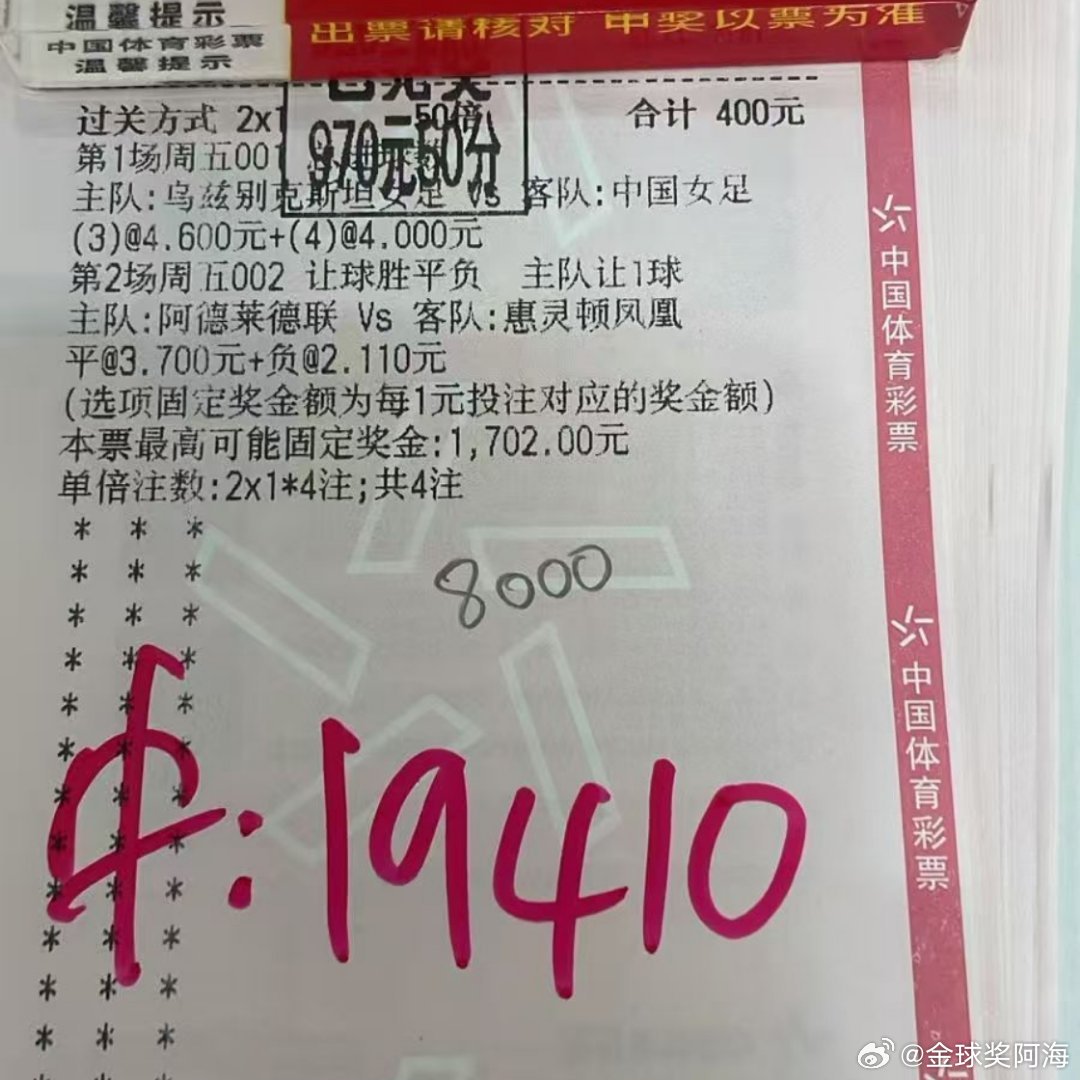 温馨提示
中国体育彩票
温馨提示
出票请核对 中奖以票为准
已兑奖
970元50分
过关方式 2x1 50倍 合计 400元
第1场周五001
主队:乌兹别克斯坦女足 Vs 客队:中国女足
(3)@4.600元+(4)@4.000元
第2场周五002 让球胜平负 主队让1球
主队:阿德莱德联 Vs 客队:惠灵顿凤凰
平@3.700元+负@2.110元
(选项固定奖金额为每1元投注对应的奖金额)
本票最高可能固定奖金:1,702.00元
单倍注数:2x1*4注;共4注
* * *
* * *
* * *
* * *
* * *
* * *
* * *
* * *
* * *
* * *
* * *
* * *
8000
中:19410
中国体育彩票
中国体育彩票
@金球奖阿海